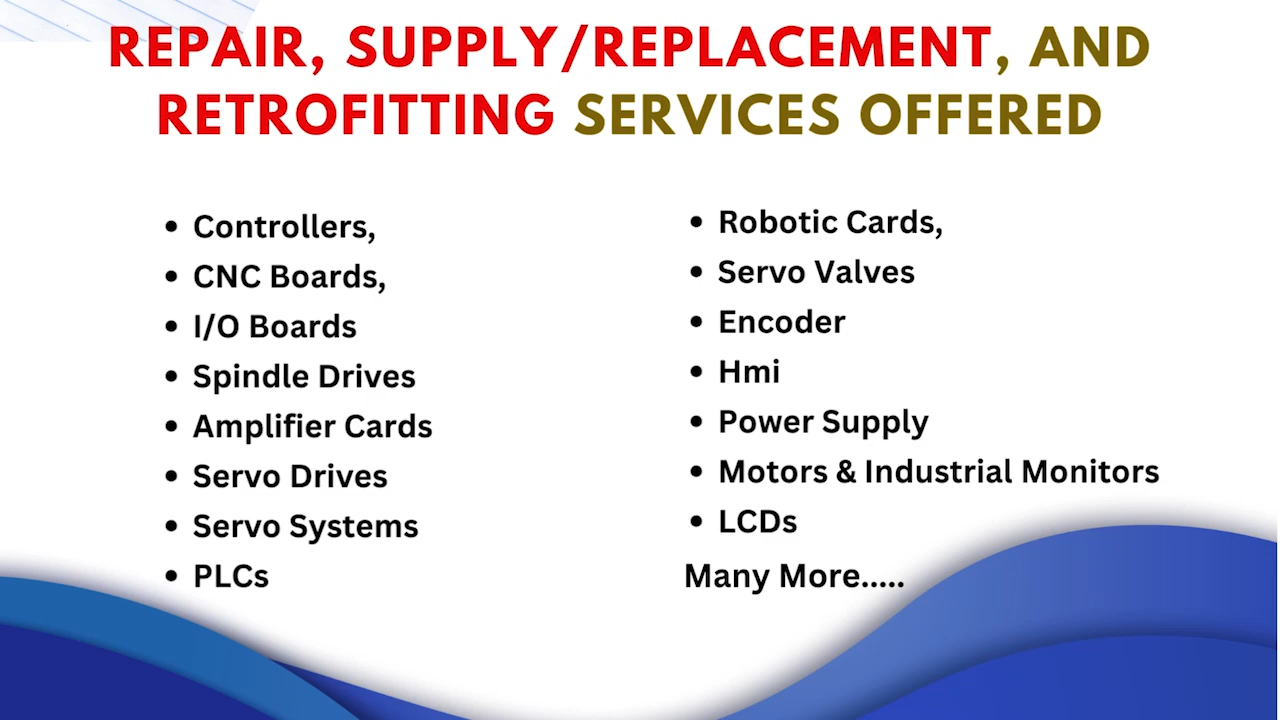 REPAIR, SUPPLY/REPLACEMENT, AND
RETROFITTING SERVICES OFFERED
• Controllers,
• CNC Boards,
• I/O Boards
• Spindle Drives
• Amplifier Cards
• Servo Drives
• Servo Systems
• PLCs
• Robotic Cards,
• Servo Valves
• Encoder
• Hmi
• Power Supply
• Motors & Industrial Monitors
• LCDs
Many More.....